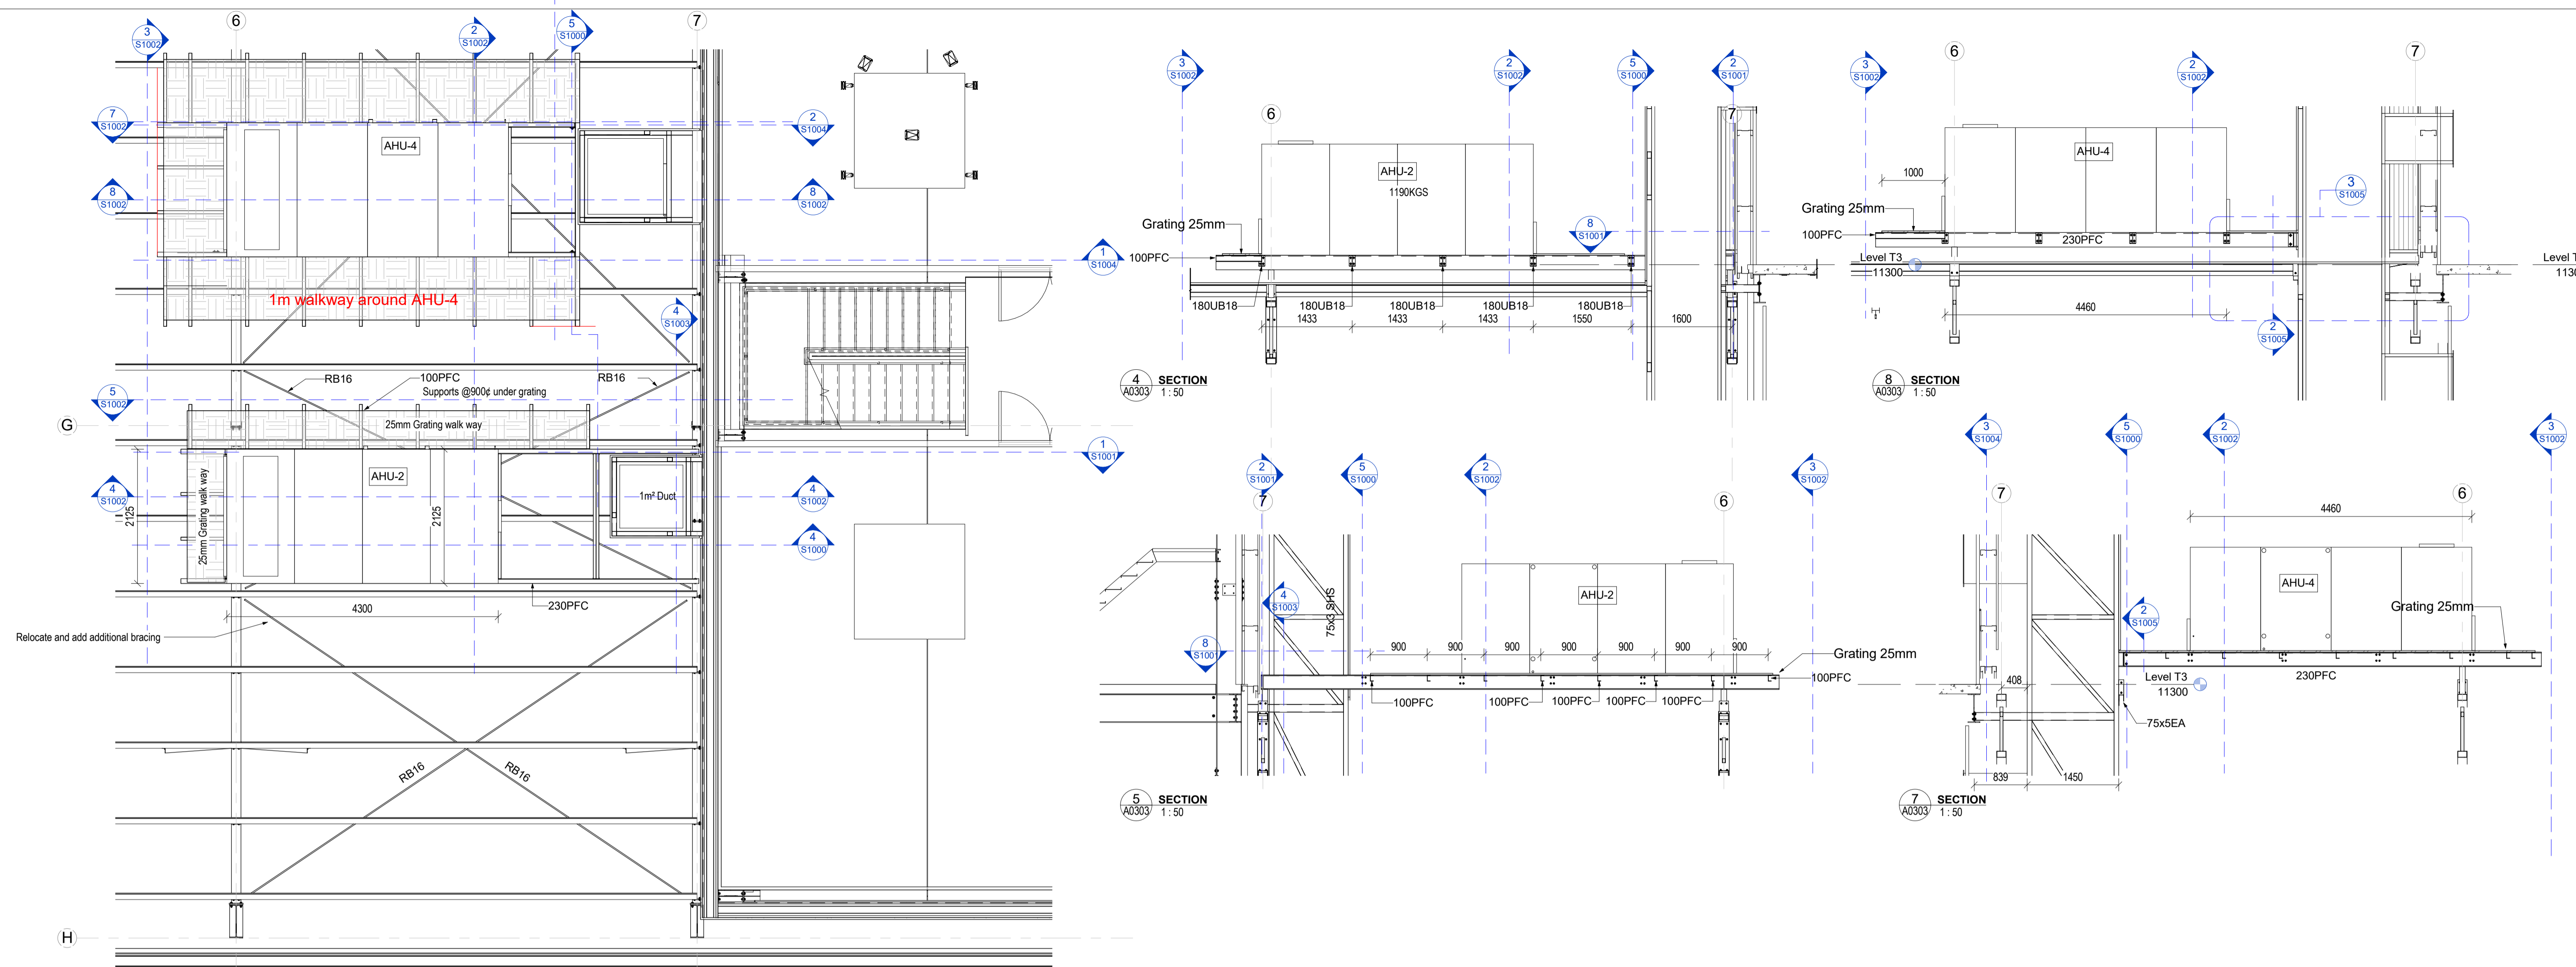 3
S1002
6
2
S1002
5
S1000
7
7
S1002
AHU-4
2
S1004
8
S1002
8
S1002
1
S1004
1m walkway around AHU-4
4
S1003
RB16
100PFC
RB16
Supports @900¢ under grating
5
S1002
G
25mm Grating walk way
1
S1001
AHU-2
25mm Grating walk way
1m² Duct
4
S1002
4
S1002
2125
2125
4
S1000
4300
230PFC
Relocate and add additional bracing
RB16
RB16
H
3
S1002
2
S1002
5
S1000
2
S1001
6
7
AHU-2
1190KGS
Grating 25mm
8
S1001
100PFC
180UB18
180UB18
180UB18
180UB18
180UB18
1433
1433
1433
1550
1600
4
A0303
SECTION
1 : 50
3
S1002
6
2
S1002
7
AHU-4
1000
3
S1005
Grating 25mm
100PFC
230PFC
Level T3
11300
Level T
1130
4460
2
S1005
8
A0303
SECTION
1 : 50
2
S1001
5
S1000
2
S1002
3
S1002
7
6
AHU-2
4
S1003
75x3 SHS
8
S1001
900
900
900
900
900
900
900
Grating 25mm
100PFC
100PFC
100PFC
100PFC
100PFC
100PFC
5
A0303
SECTION
1 : 50
3
S1004
5
S1000
2
S1002
3
S1002
7
6
4460
AHU-4
Grating 25mm
2
S1005
408
Level T3
11300
230PFC
75x5EA
839
1450
7
A0303
SECTION
1 : 50